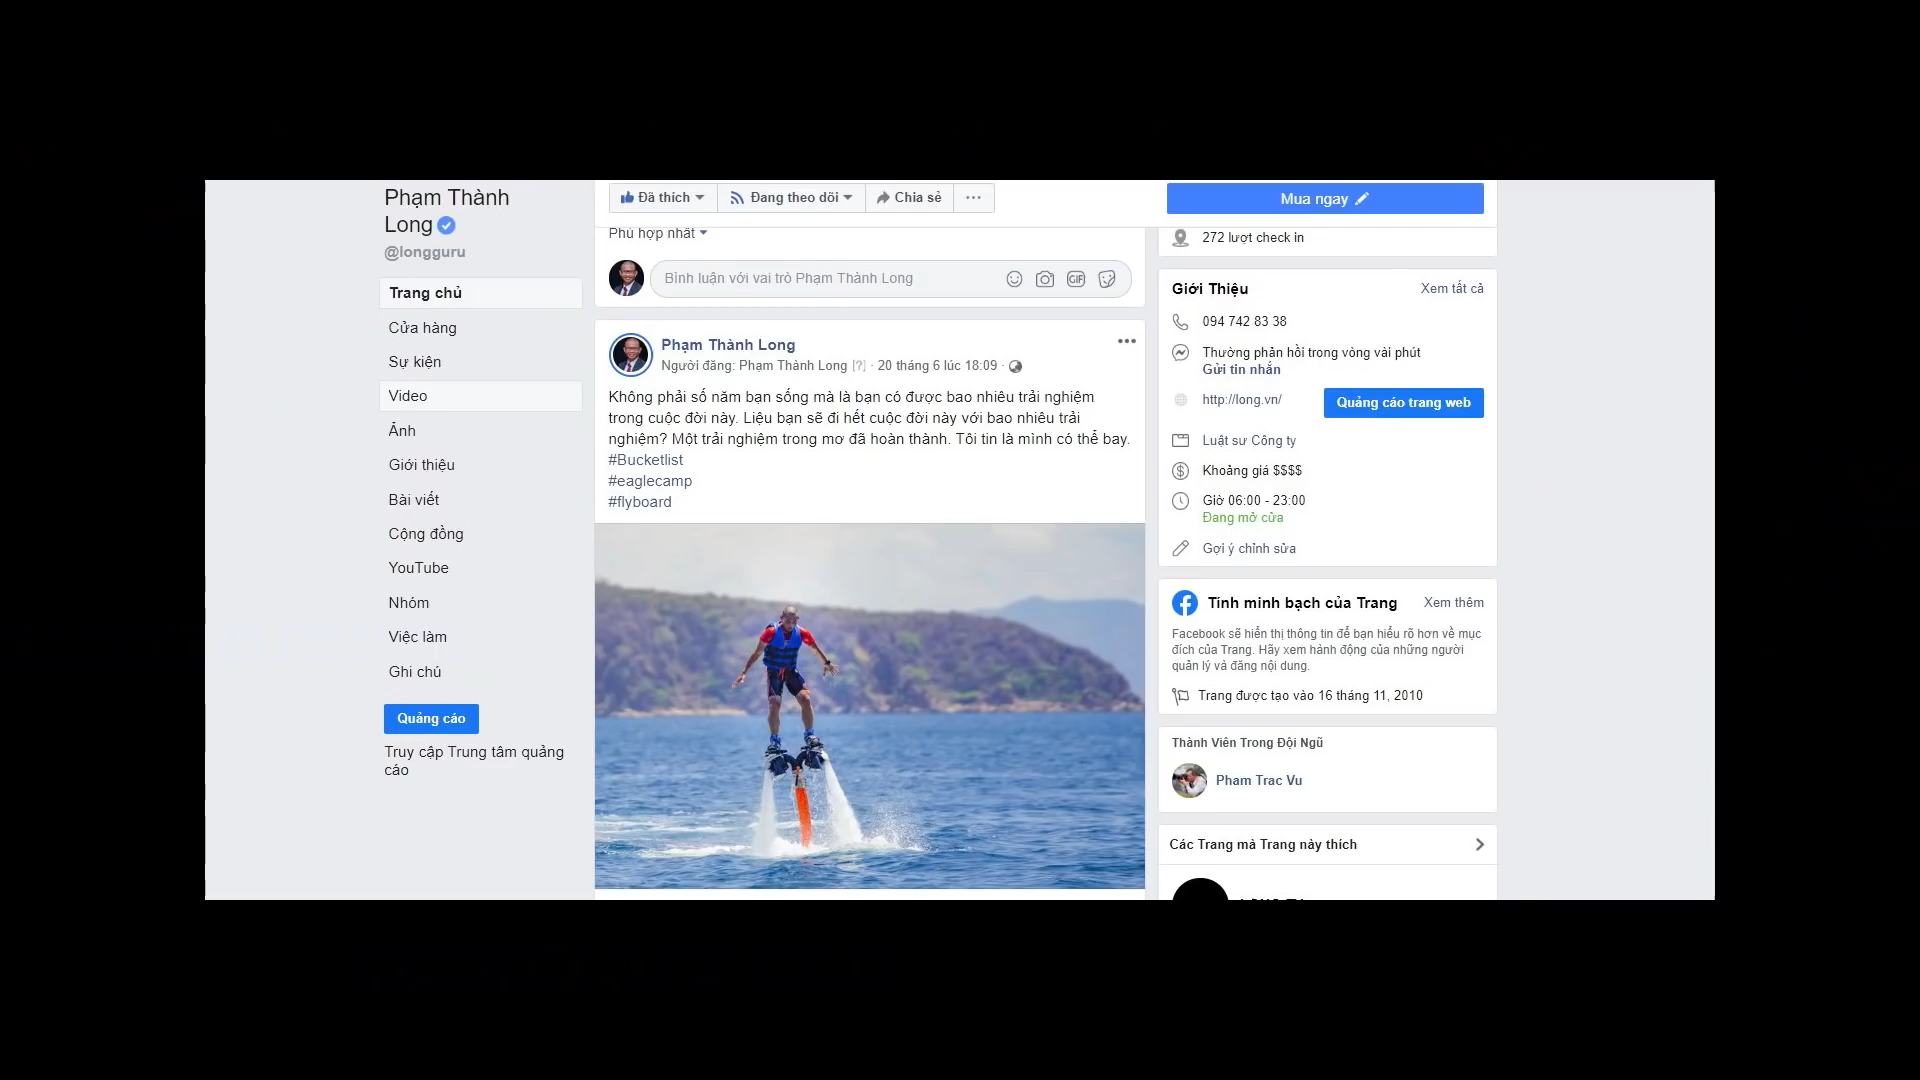 Phạm Thành
Long
@longguru
Trang chủ
Cửa hàng
Sự kiện
Video
Ảnh
Giới thiệu
Bài viết
Cộng đồng
YouTube
Nhóm
Việc làm
Ghi chú
Quảng cáo
Truy cập Trung tâm quảng
cáo
Đã thích
Đang theo dõi
Chia sẻ
Phù hợp nhất
Bình luận với vai trò Phạm Thành Long
GIF
Phạm Thành Long
Người đăng: Phạm Thành Long [?] · 20 tháng 6 lúc 18:09 ·
Không phải số năm bạn sống mà là bạn có được bao nhiêu trải nghiệm
trong cuộc đời này. Liệu bạn sẽ đi hết cuộc đời này với bao nhiêu trải
nghiệm? Một trải nghiệm trong mơ đã hoàn thành. Tôi tin là mình có thể bay.
#Bucketlist
#eaglecamp
#flyboard
Mua ngay
272 lượt check in
Giới Thiệu
Xem tất cả
094 742 83 38
Thường phản hồi trong vòng vài phút
Gửi tin nhắn
http://long.vn/
Quảng cáo trang web
Luật sư Công ty
Khoảng giá $$$$
Giờ 06:00 - 23:00
Đang mở cửa
Gợi ý chỉnh sửa
Tính minh bạch của Trang
Xem thêm
Facebook sẽ hiển thị thông tin để bạn hiểu rõ hơn về mục
đích của Trang. Hãy xem hành động của những người
quản lý và đăng nội dung.
Trang được tạo vào 16 tháng 11, 2010
Thành Viên Trong Đội Ngũ
Pham Trac Vu
Các Trang mà Trang này thích